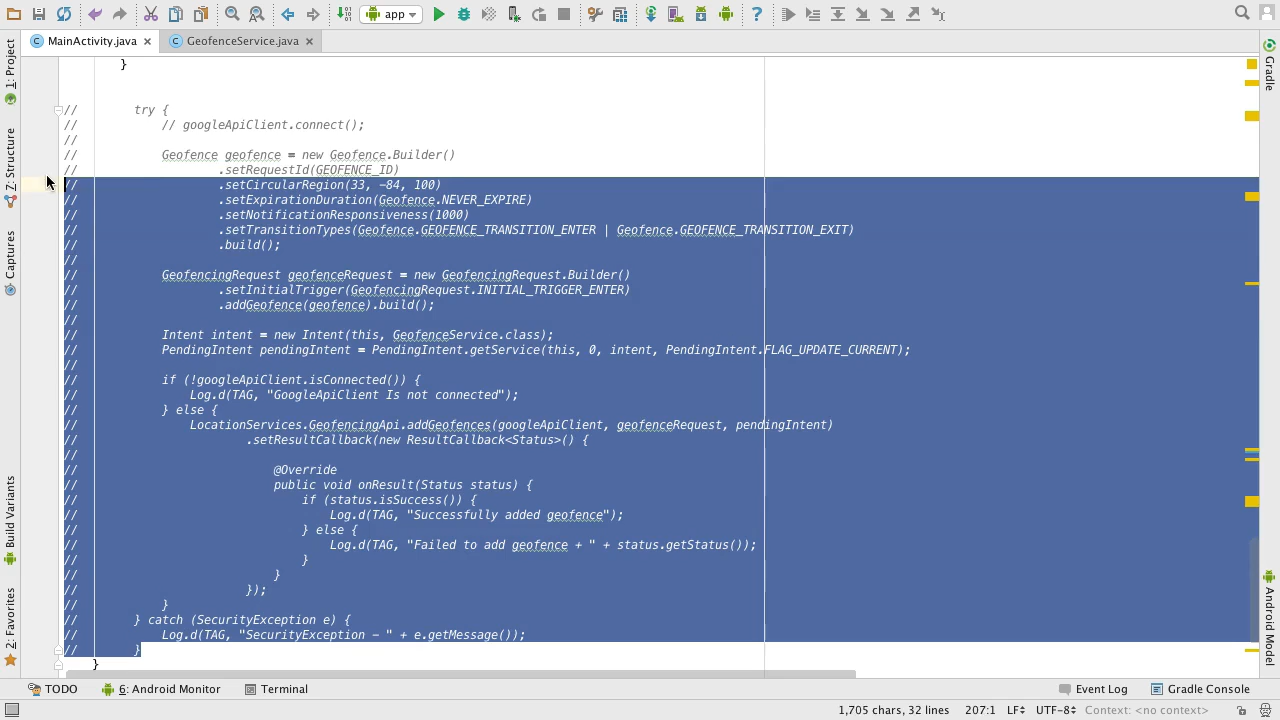 app
MainActivity.java
GeofenceService.java
1: Project
Z: Structure
Captures
Build Variants
2: Favorites
Gradle
Android Model
}
// try {
// // googleApiClient.connect();
//
// Geofence geofence = new Geofence.Builder()
// .setRequestId(GEOFENCE_ID)
// .setCircularRegion(33, -84, 100)
// .setExpirationDuration(Geofence.NEVER_EXPIRE)
// .setNotificationResponsiveness(1000)
// .setTransitionTypes(Geofence.GEOFENCE_TRANSITION_ENTER | Geofence.GEOFENCE_TRANSITION_EXIT)
// .build();
//
// GeofencingRequest geofenceRequest = new GeofencingRequest.Builder()
// .setInitialTrigger(GeofencingRequest.INITIAL_TRIGGER_ENTER)
// .addGeofence(geofence).build();
//
// Intent intent = new Intent(this, GeofenceService.class);
// PendingIntent pendingIntent = PendingIntent.getService(this, 0, intent, PendingIntent.FLAG_UPDATE_CURRENT);
//
// if (!googleApiClient.isConnected()) {
// Log.d(TAG, "GoogleApiClient Is not connected");
// } else {
// LocationServices.GeofencingApi.addGeofences(googleApiClient, geofenceRequest, pendingIntent)
// .setResultCallback(new ResultCallback<Status>() {
//
// @Override
// public void onResult(Status status) {
// if (status.isSuccess()) {
// Log.d(TAG, "Successfully added geofence");
// } else {
// Log.d(TAG, "Failed to add geofence + " + status.getStatus());
// }
// }
// });
// }
// } catch (SecurityException e) {
// Log.d(TAG, "SecurityException - " + e.getMessage());
// }
}
TODO
6: Android Monitor
Terminal
Event Log
Gradle Console
1,705 chars, 32 lines 207:1 LF UTF-8 Context: <no context>